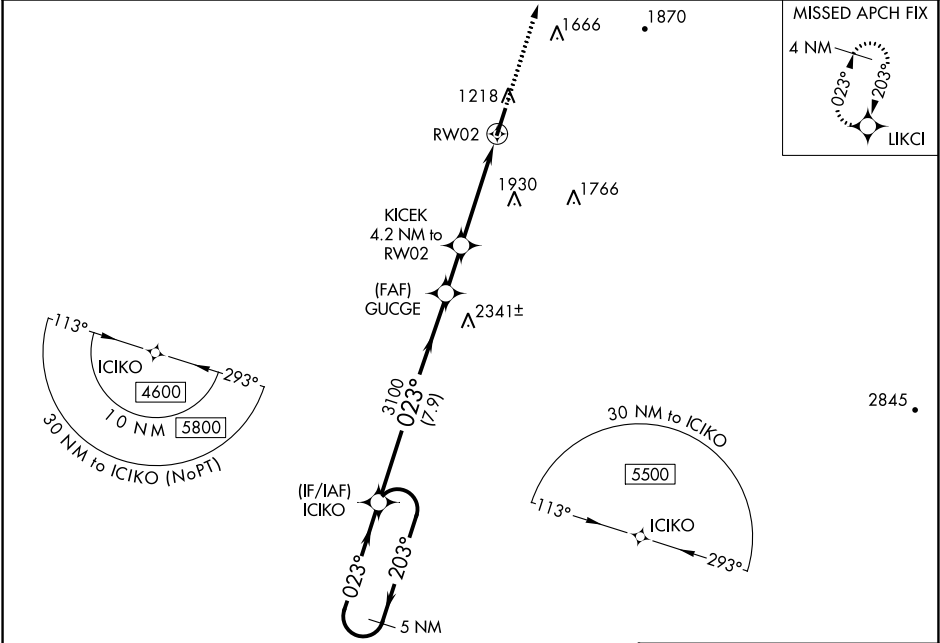 MISSED APCH FIX
4 NM
023°
203°
LIKCI
1666
1870
1218
RW02
1930
1766
KICEK
4.2 NM to
RW02
(FAF)
GUCGE
2341±
113°
ICIKO
293°
4600
10 NM
5800
30 NM to ICIKO (NoPT)
3100
023°
(7.9)
2845
30 NM to ICIKO
5500
113°
ICIKO
293°
(IF/IAF)
ICIKO
023°
203°
5 NM